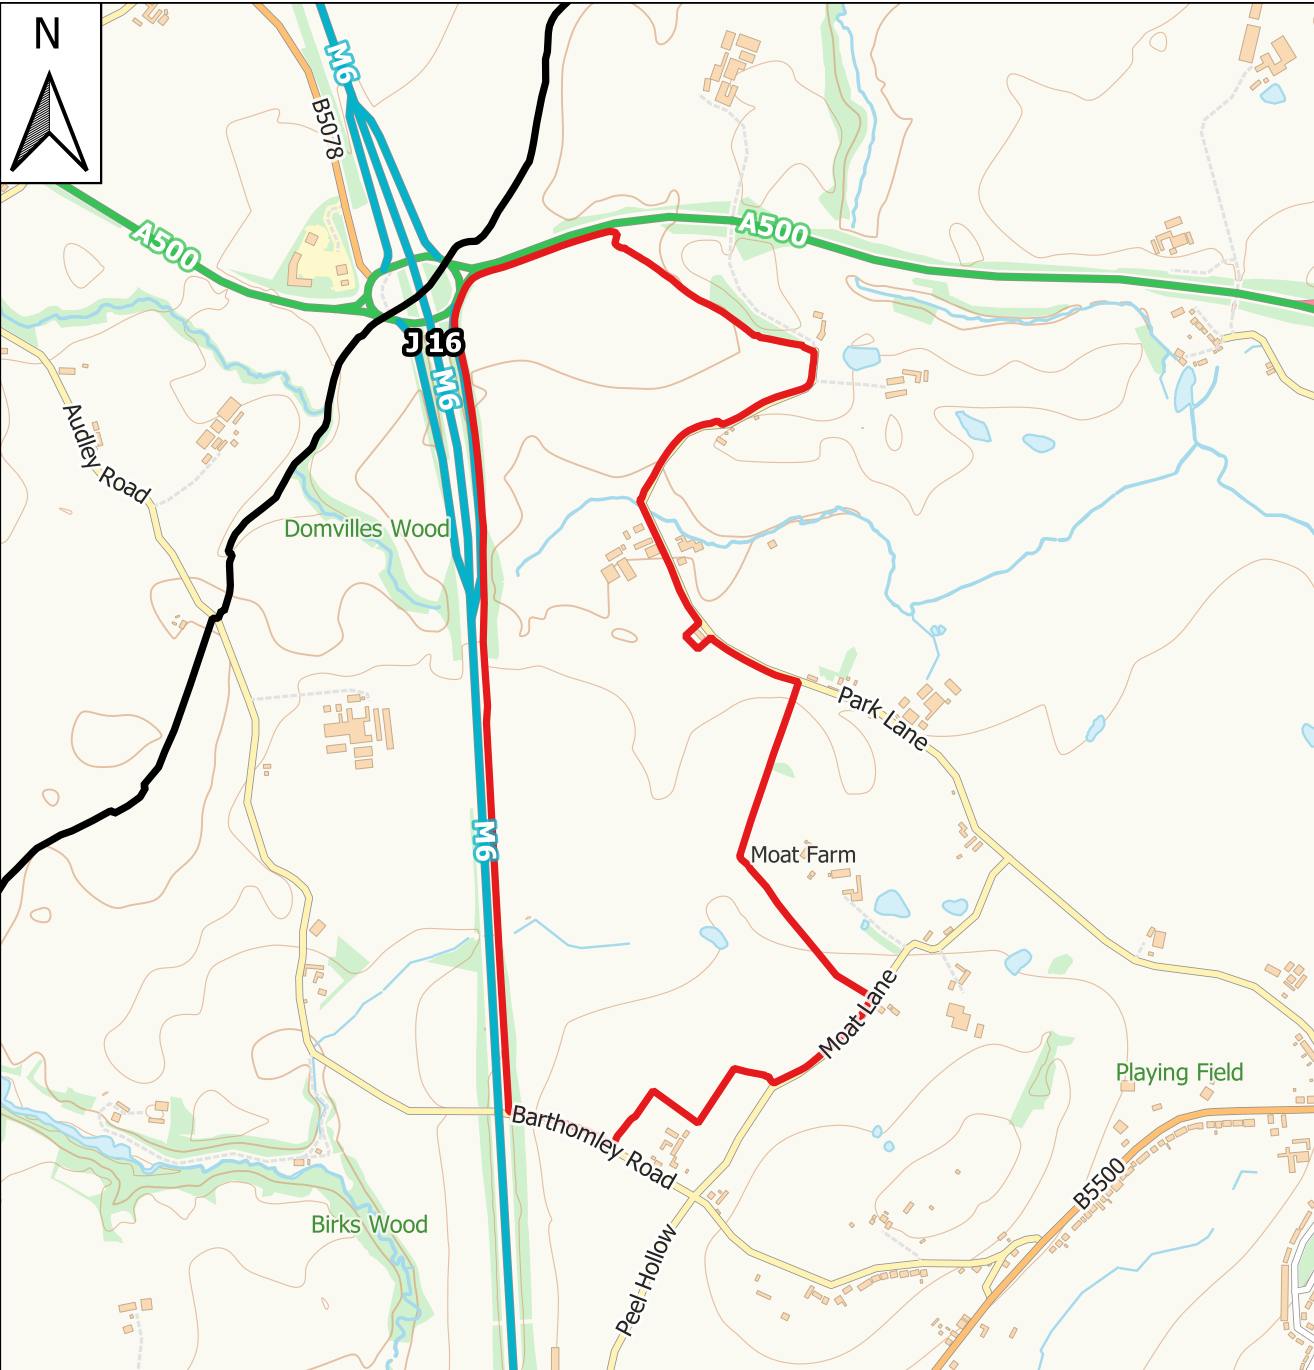 N
M6
B5078
A500
A500
J 16
M6
Audley Road
Domvilles Wood
Park Lane
M6
Moat Farm
Moat Lane
Playing Field
Barthomley Road
B5500
Birks Wood
Peel Hollow